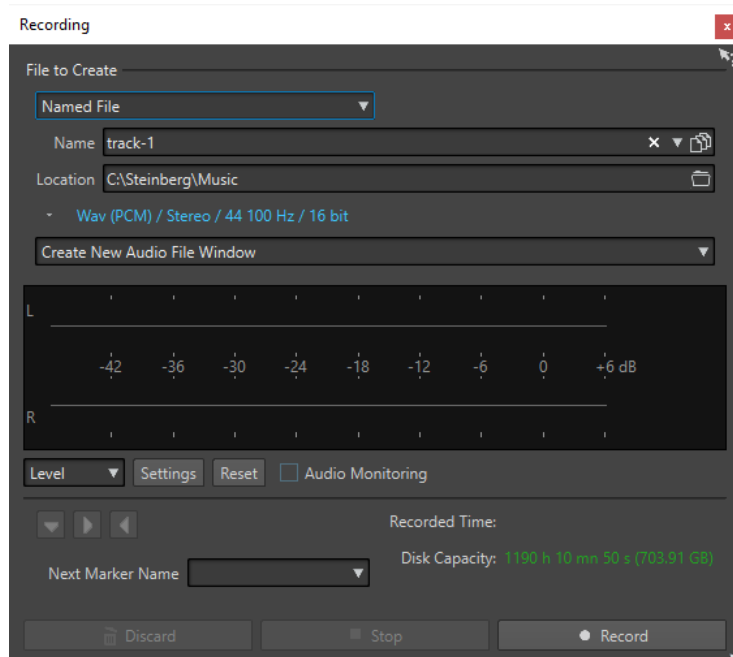 Recording
x
File to Create
Named File
Name track-1
Location C:\Steinberg\Music
Wav (PCM) / Stereo / 44 100 Hz / 16 bit
Create New Audio File Window
L
-42 -36 -30 -24 -18 -12 -6 0 +6 dB
R
Level Settings Reset Audio Monitoring
Recorded Time:
Disk Capacity: 1190 h 10 mn 50 s (703.91 GB)
Next Marker Name
Discard Stop Record